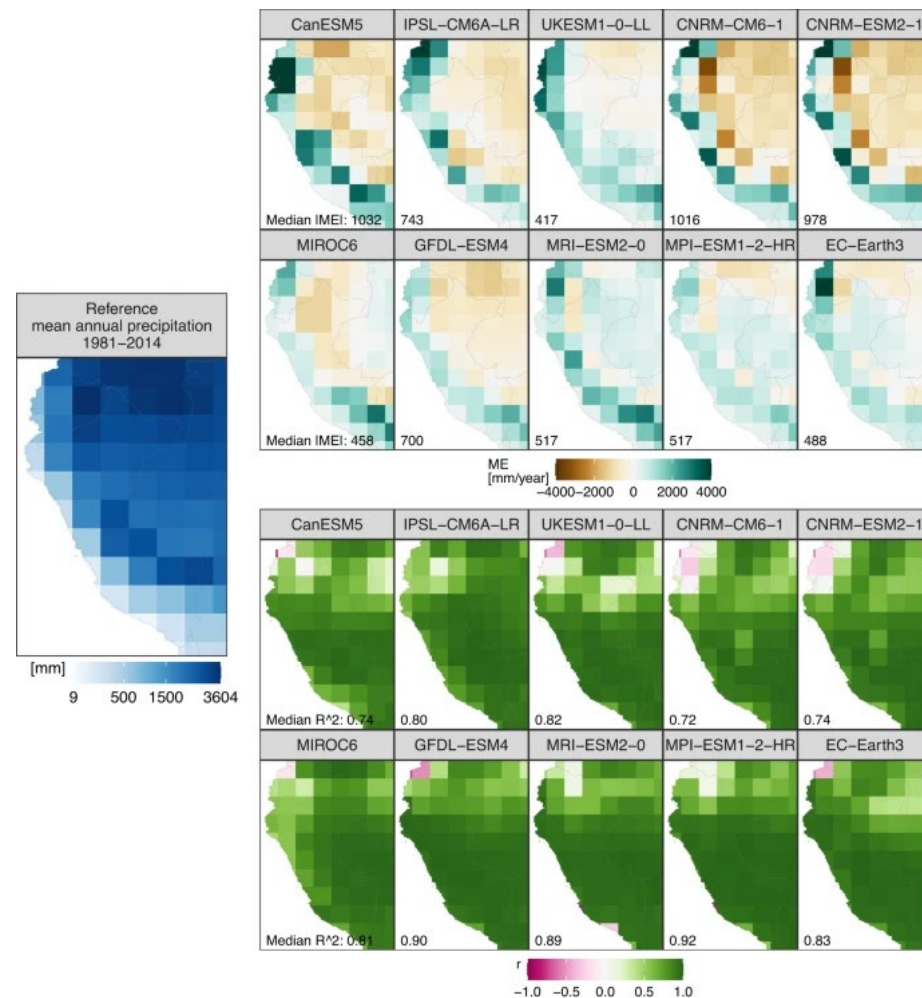 CanESM5 IPSL-CM6A-LR UKESM1-0-LL CNRM-CM6-1 CNRM-ESM2-1
Median |ME|: 1032 743 417 1016 978
MIROC6 GFDL-ESM4 MRI-ESM2-0 MPI-ESM1-2-HR EC-Earth3
Median |ME|: 458 700 517 517 488
ME
[mm/year]
-4000 -2000 0 2000 4000
Reference
mean annual precipitation
1981-2014
[mm]
9 500 1500 3604
CanESM5 IPSL-CM6A-LR UKESM1-0-LL CNRM-CM6-1 CNRM-ESM2-1
Median R^2: 0.74 0.80 0.82 0.72 0.74
MIROC6 GFDL-ESM4 MRI-ESM2-0 MPI-ESM1-2-HR EC-Earth3
Median R^2: 0.81 0.90 0.89 0.92 0.83
r
-1.0 -0.5 0.0 0.5 1.0